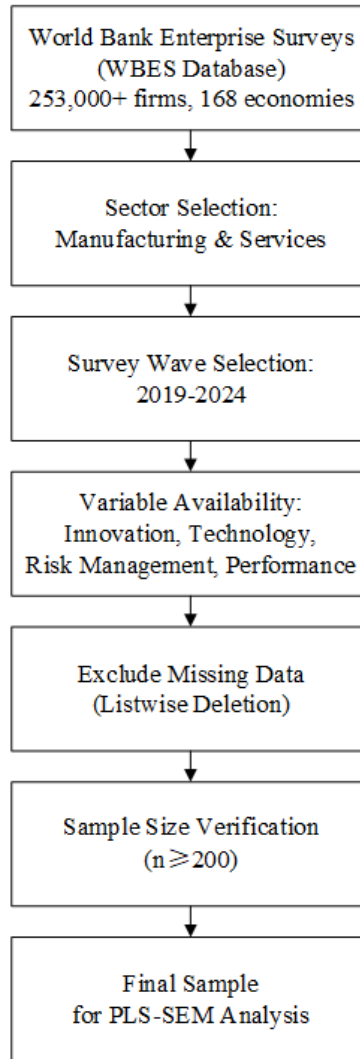 World Bank Enterprise Surveys
(WBES Database)
253,000+ firms, 168 economies
Sector Selection:
Manufacturing & Services
Survey Wave Selection:
2019-2024
Variable Availability:
Innovation, Technology,
Risk Management, Performance
Exclude Missing Data
(Listwise Deletion)
Sample Size Verification
(n≥200)
Final Sample
for PLS-SEM Analysis